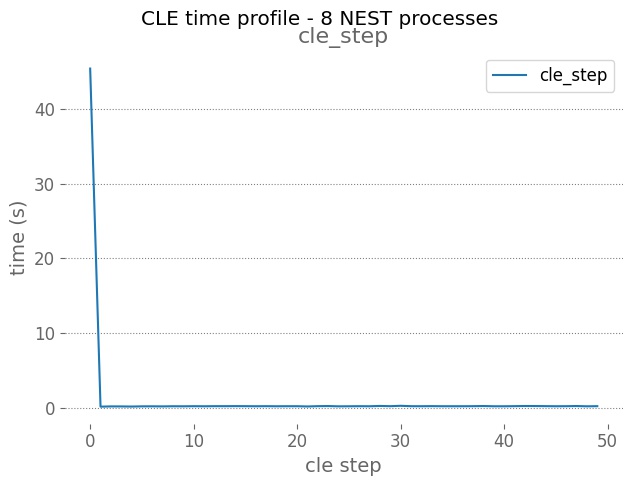 CLE time profile - 8 NEST processes
cle_step
cle_step
40
30
20
10
0
time (s)
0 10 20 30 40 50
cle step